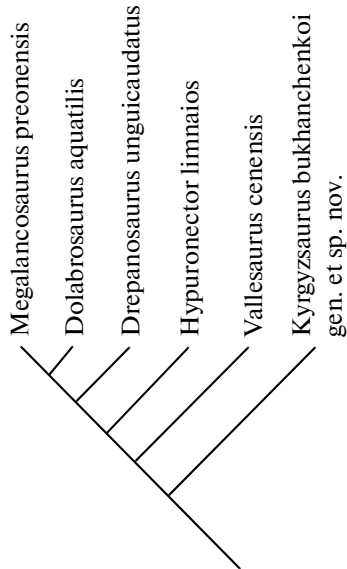 Megalancosaurus preonensis
Dolabrosaurus aquatilis
Drepanosaurus unguicaudatus
Hypuronector limnaios
Vallesaurus cenensis
Kyrgyzsaurus bukhanchenkoi
gen. et sp. nov.